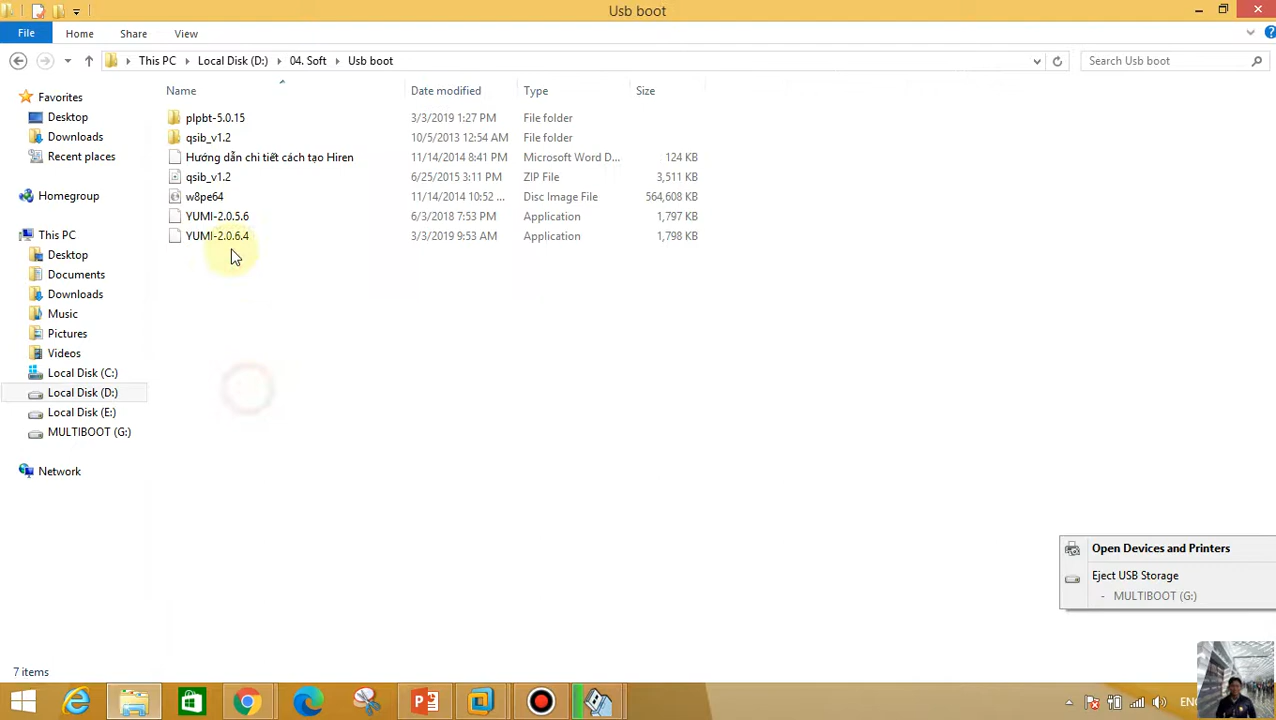 Usb boot
File Home Share View
This PC Local Disk (D:) 04. Soft Usb boot Search Usb boot
Name Date modified Type Size
Favorites
Desktop
Downloads
Recent places
Homegroup
This PC
Desktop
Documents
Downloads
Music
Pictures
Videos
Local Disk (C:)
Local Disk (D:)
Local Disk (E:)
MULTIBOOT (G:)
Network
plpbt-5.0.15 3/3/2019 1:27 PM File folder
qsib_v1.2 10/5/2013 12:54 AM File folder
Hướng dẫn chi tiết cách tạo Hiren 11/14/2014 8:41 PM Microsoft Word D... 124 KB
qsib_v1.2 6/25/2015 3:11 PM ZIP File 3,511 KB
w8pe64 11/14/2014 10:52 ... Disc Image File 564,608 KB
YUMI-2.0.5.6 6/3/2018 7:53 PM Application 1,797 KB
YUMI-2.0.6.4 3/3/2019 9:53 AM Application 1,798 KB
Open Devices and Printers
Eject USB Storage
- MULTIBOOT (G:)
7 items